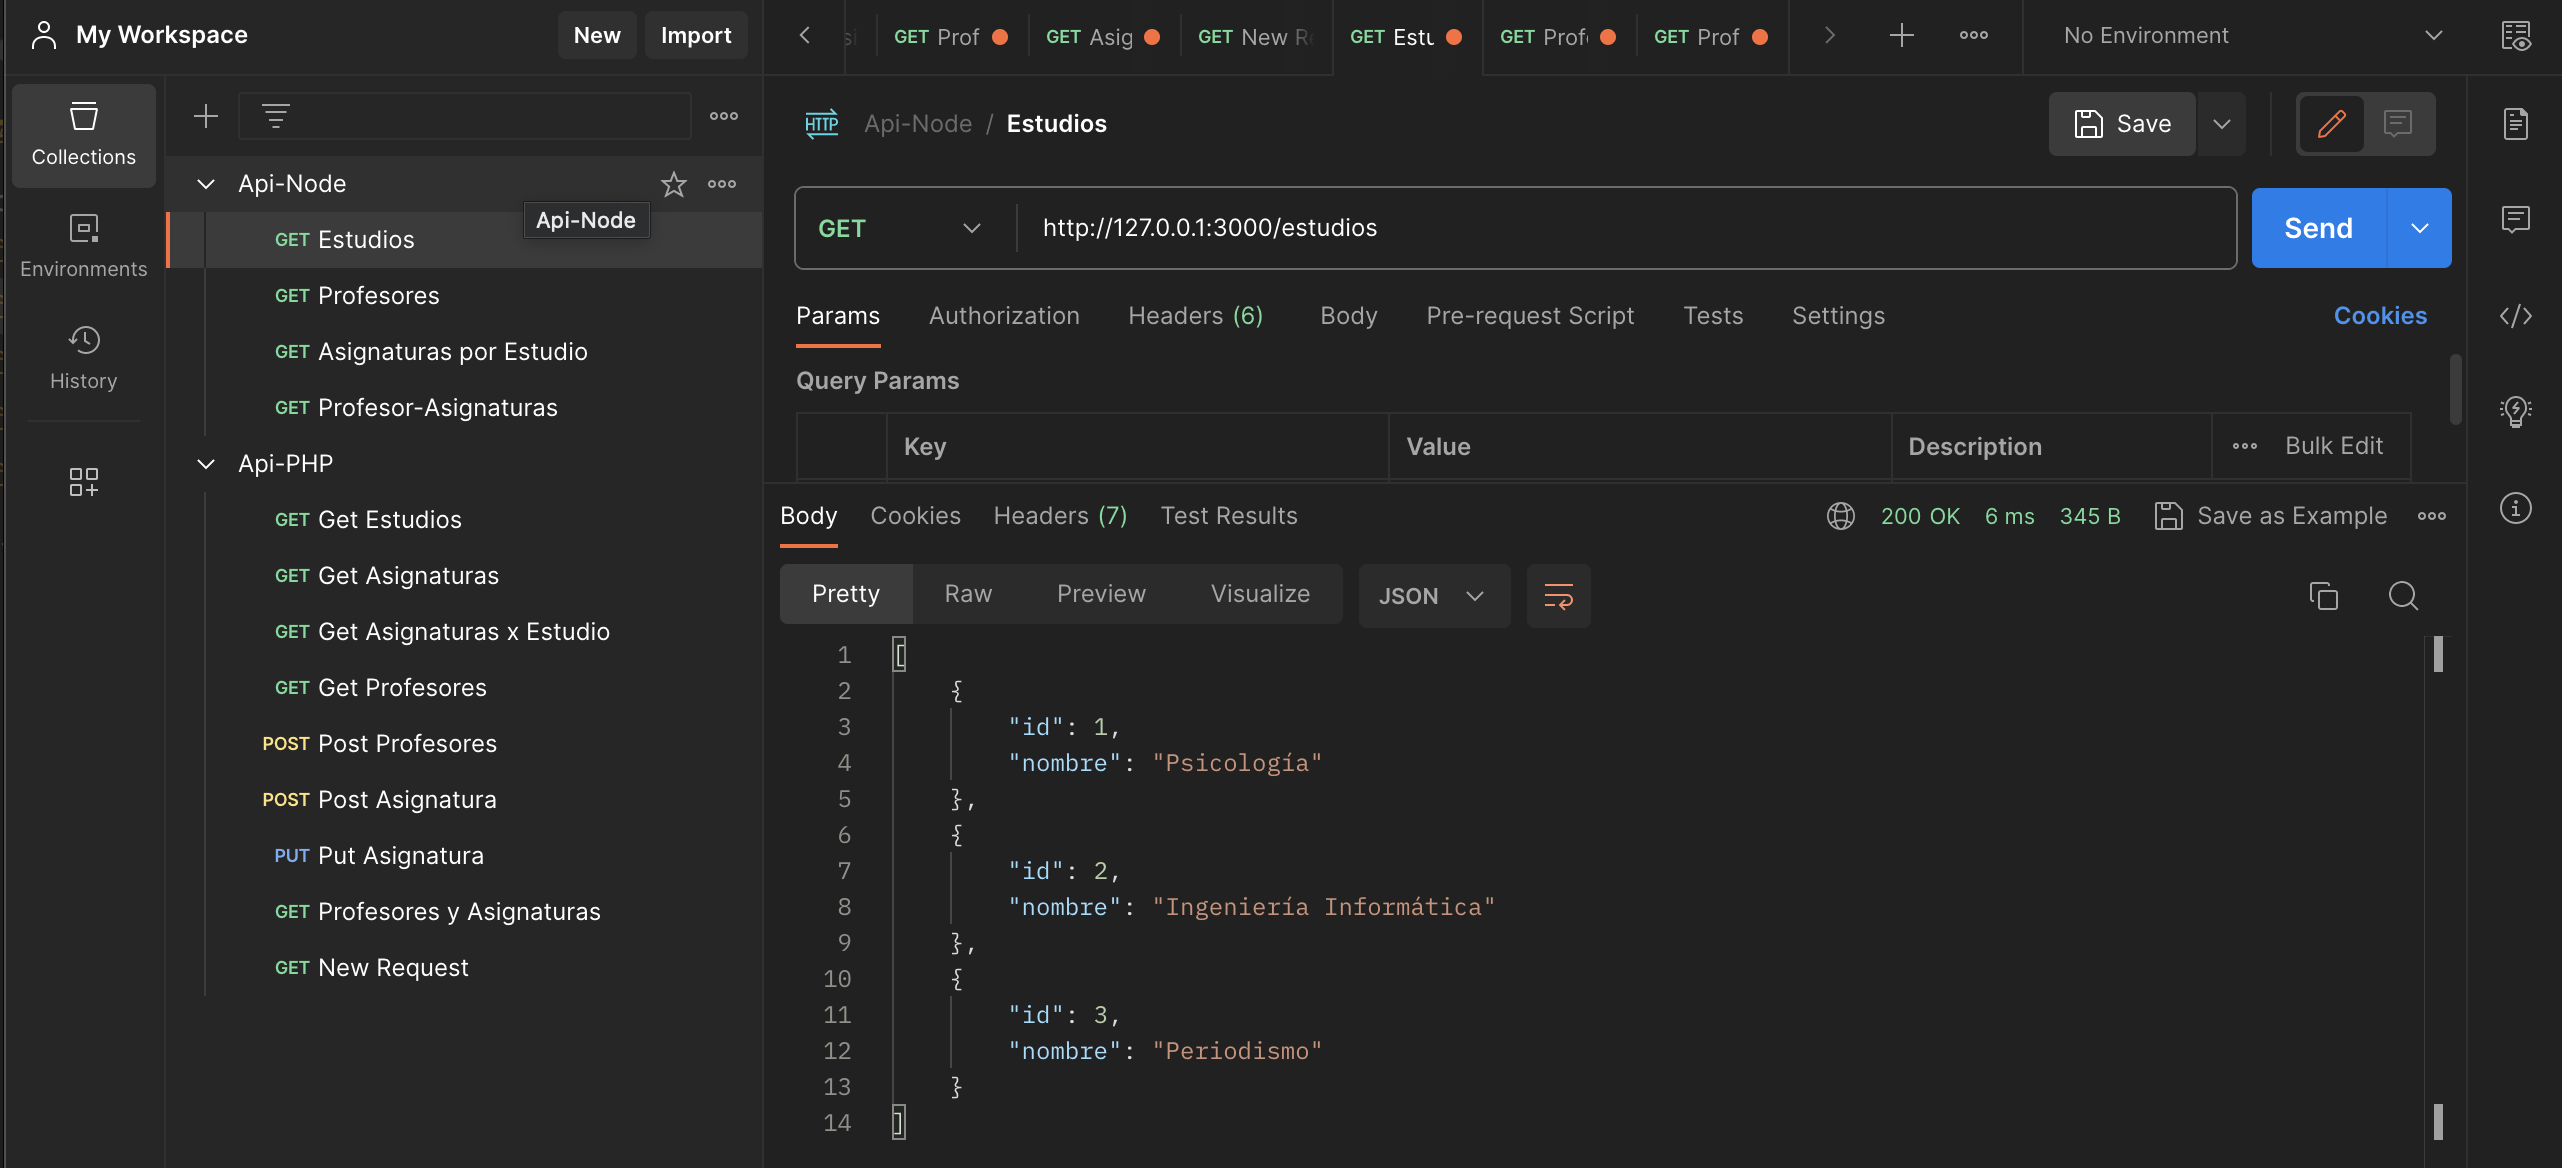 My Workspace
New
Import
GET Prof
GET Asig
GET New Re
GET Estu
GET Prof
GET Prof
No Environment
Collections
Environments
History
Api-Node
Api-Node
GET Estudios
GET Profesores
GET Asignaturas por Estudio
GET Profesor-Asignaturas
Api-PHP
GET Get Estudios
GET Get Asignaturas
GET Get Asignaturas x Estudio
GET Get Profesores
POST Post Profesores
POST Post Asignatura
PUT Put Asignatura
GET Profesores y Asignaturas
GET New Request
HTTP Api-Node / Estudios
Save
GET http://127.0.0.1:3000/estudios
Send
Params Authorization Headers (6) Body Pre-request Script Tests Settings Cookies
Query Params
Key Value Description Bulk Edit
Body Cookies Headers (7) Test Results 200 OK 6 ms 345 B Save as Example
Pretty Raw Preview Visualize JSON
1 [
2 {
3 "id": 1,
4 "nombre": "Psicología"
5 },
6 {
7 "id": 2,
8 "nombre": "Ingeniería Informática"
9 },
10 {
11 "id": 3,
12 "nombre": "Periodismo"
13 }
14 ]